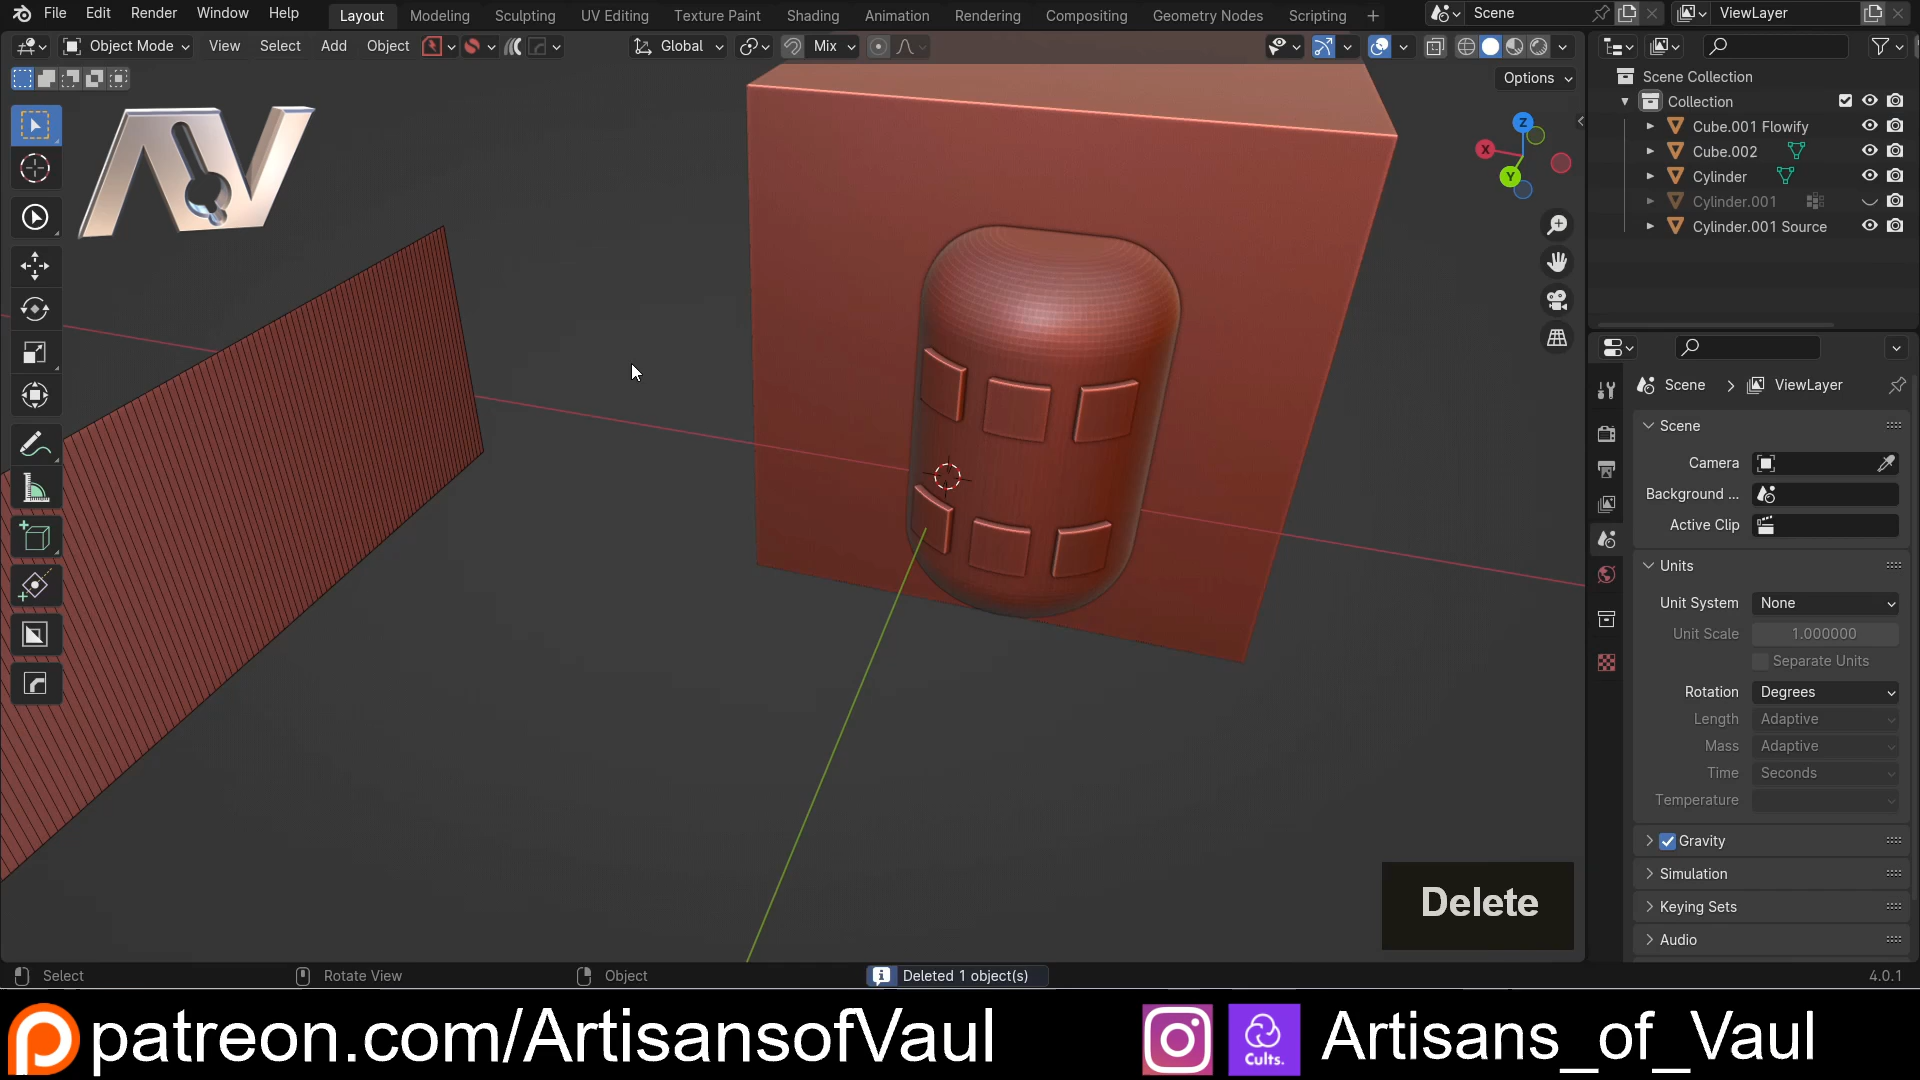 File Edit Render Window Help Layout Modeling Sculpting UV Editing Texture Paint Shading Animation Rendering Compositing Geometry Nodes Scripting + Scene ViewLayer
Object Mode View Select Add Object Global Mix
Options
Z
X
Y
Scene Collection
Collection
Cube.001 Flowify
Cube.002
Cylinder
Cylinder.001
Cylinder.001 Source
Scene > ViewLayer
Scene
Camera
Background ...
Active Clip
Units
Unit System None
Unit Scale 1.000000
Separate Units
Rotation Degrees
Length Adaptive
Mass Adaptive
Time Seconds
Temperature
Gravity
Simulation
Keying Sets
Audio
Delete
Select Rotate View Object Deleted 1 object(s) 4.0.1
patreon.com/ArtisansofVaul Cults. Artisans_of_Vaul